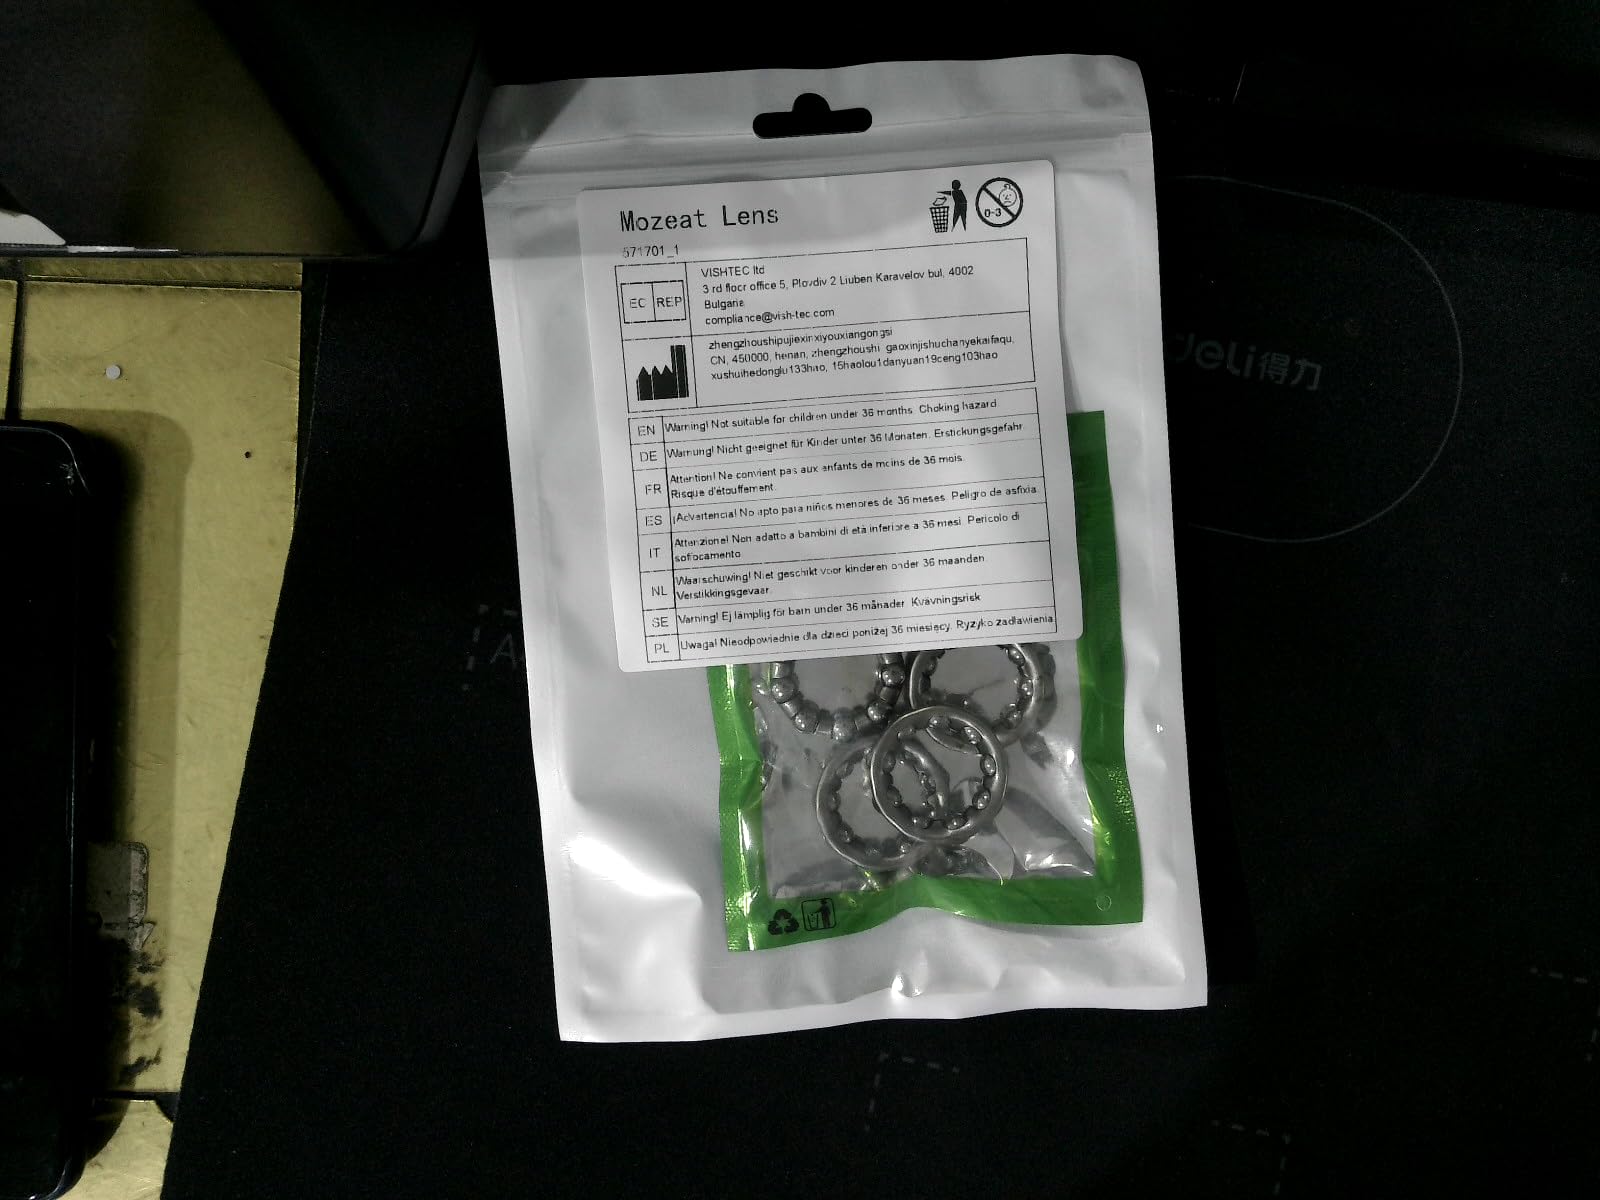 Mozeat Lens
571701_1
0-3
EC REP
VISHTEC ltd
3 rd floor office 5, Plovdiv 2 Liuben Karavelov bul, 4002
Bulgarie
compliance@vish-tec.com
zhengzhoushipujiexinxiyouxiangongsi
CN, 450000, henan, zhengzhoushi gaoxinjishuchanyekaifaqu,
xushuihedonglu133hao, 15haolou1danyuan19ceng103hao
EN Warning! Not suitable for children under 36 months. Choking hazard
DE Warnung! Nicht geeignet für Kinder unter 36 Monaten. Erstickungsgefahr
FR Attention! Ne convient pas aux enfants de moins de 36 mois.
Risque d'étouffement.
ES ¡Advertencia! No apto para niños menores de 36 meses. Peligro de asfixia.
IT Attenzione! Non adatto a bambini di età inferiore a 36 mesi. Pericolo di
soffocamento.
NL Waarschuwing! Niet geschikt voor kinderen onder 36 maanden.
Verstikkingsgevaar.
SE Varning! Ej lämplig för barn under 36 månader. Kvävningsrisk
PL Uwaga! Nieodpowiednie dla dzieci poniżej 36 miesięcy. Ryzyko zadławienia
deli得力